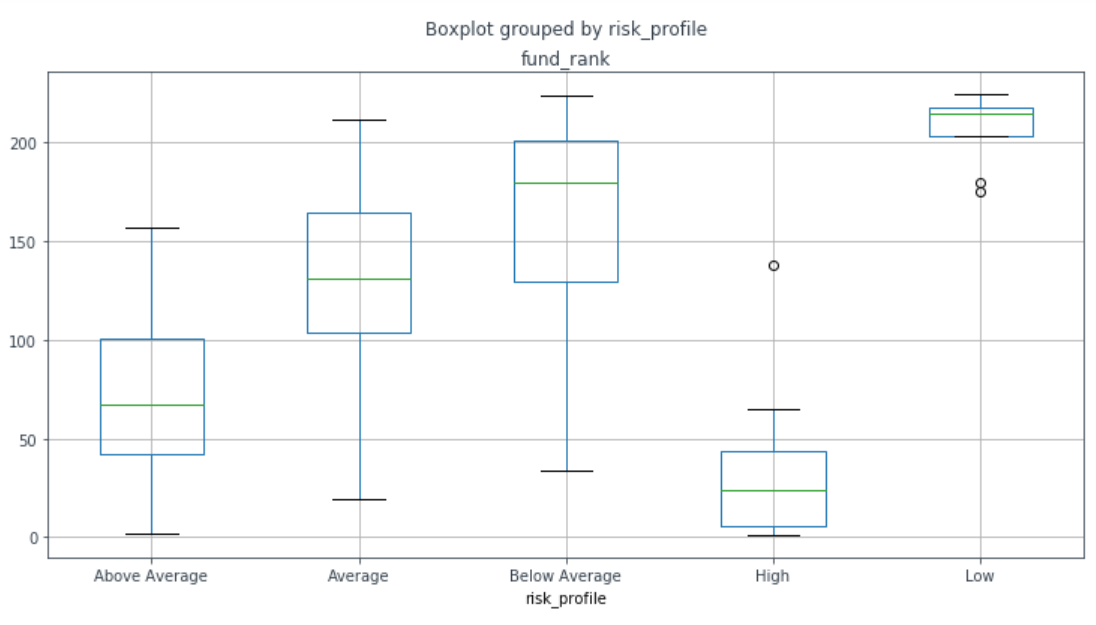 Boxplot grouped by risk_profile
fund_rank
200
150
100
50
0
Above Average Average Below Average High Low
risk_profile